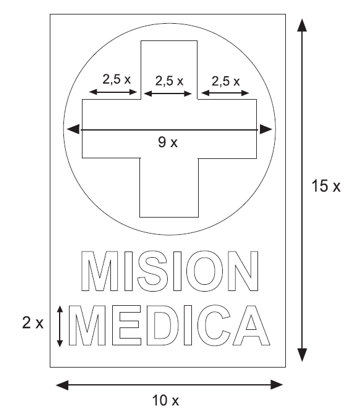 2,5 x 2,5 x 2,5 x
9 x
15 x
MISION
2 x MEDICA
10 x